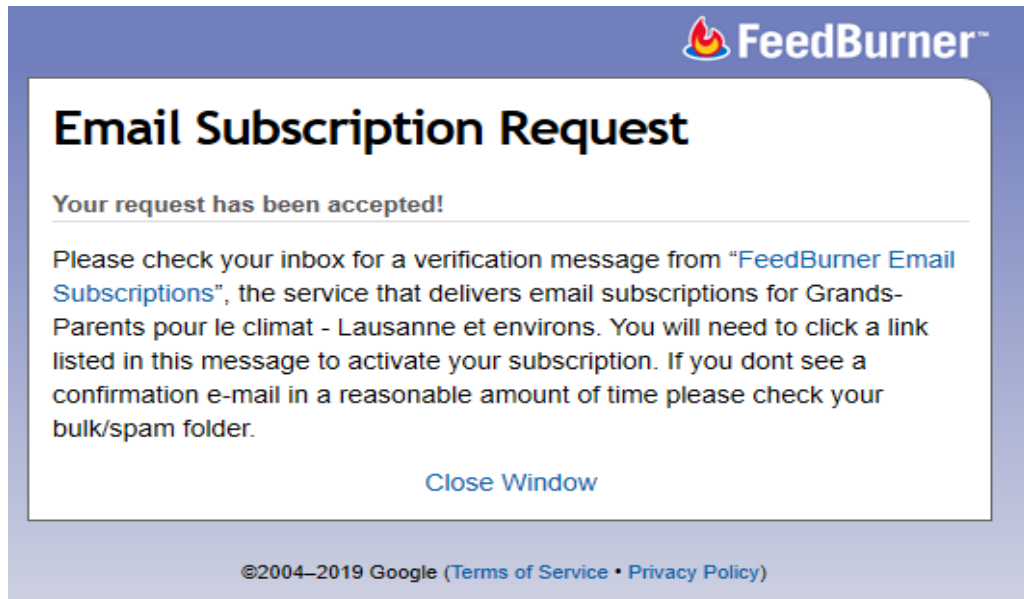 FeedBurner™
Email Subscription Request
Your request has been accepted!
Please check your inbox for a verification message from “FeedBurner Email
Subscriptions”, the service that delivers email subscriptions for Grands-
Parents pour le climat - Lausanne et environs. You will need to click a link
listed in this message to activate your subscription. If you dont see a
confirmation e-mail in a reasonable amount of time please check your
bulk/spam folder.
Close Window
©2004–2019 Google (Terms of Service • Privacy Policy)